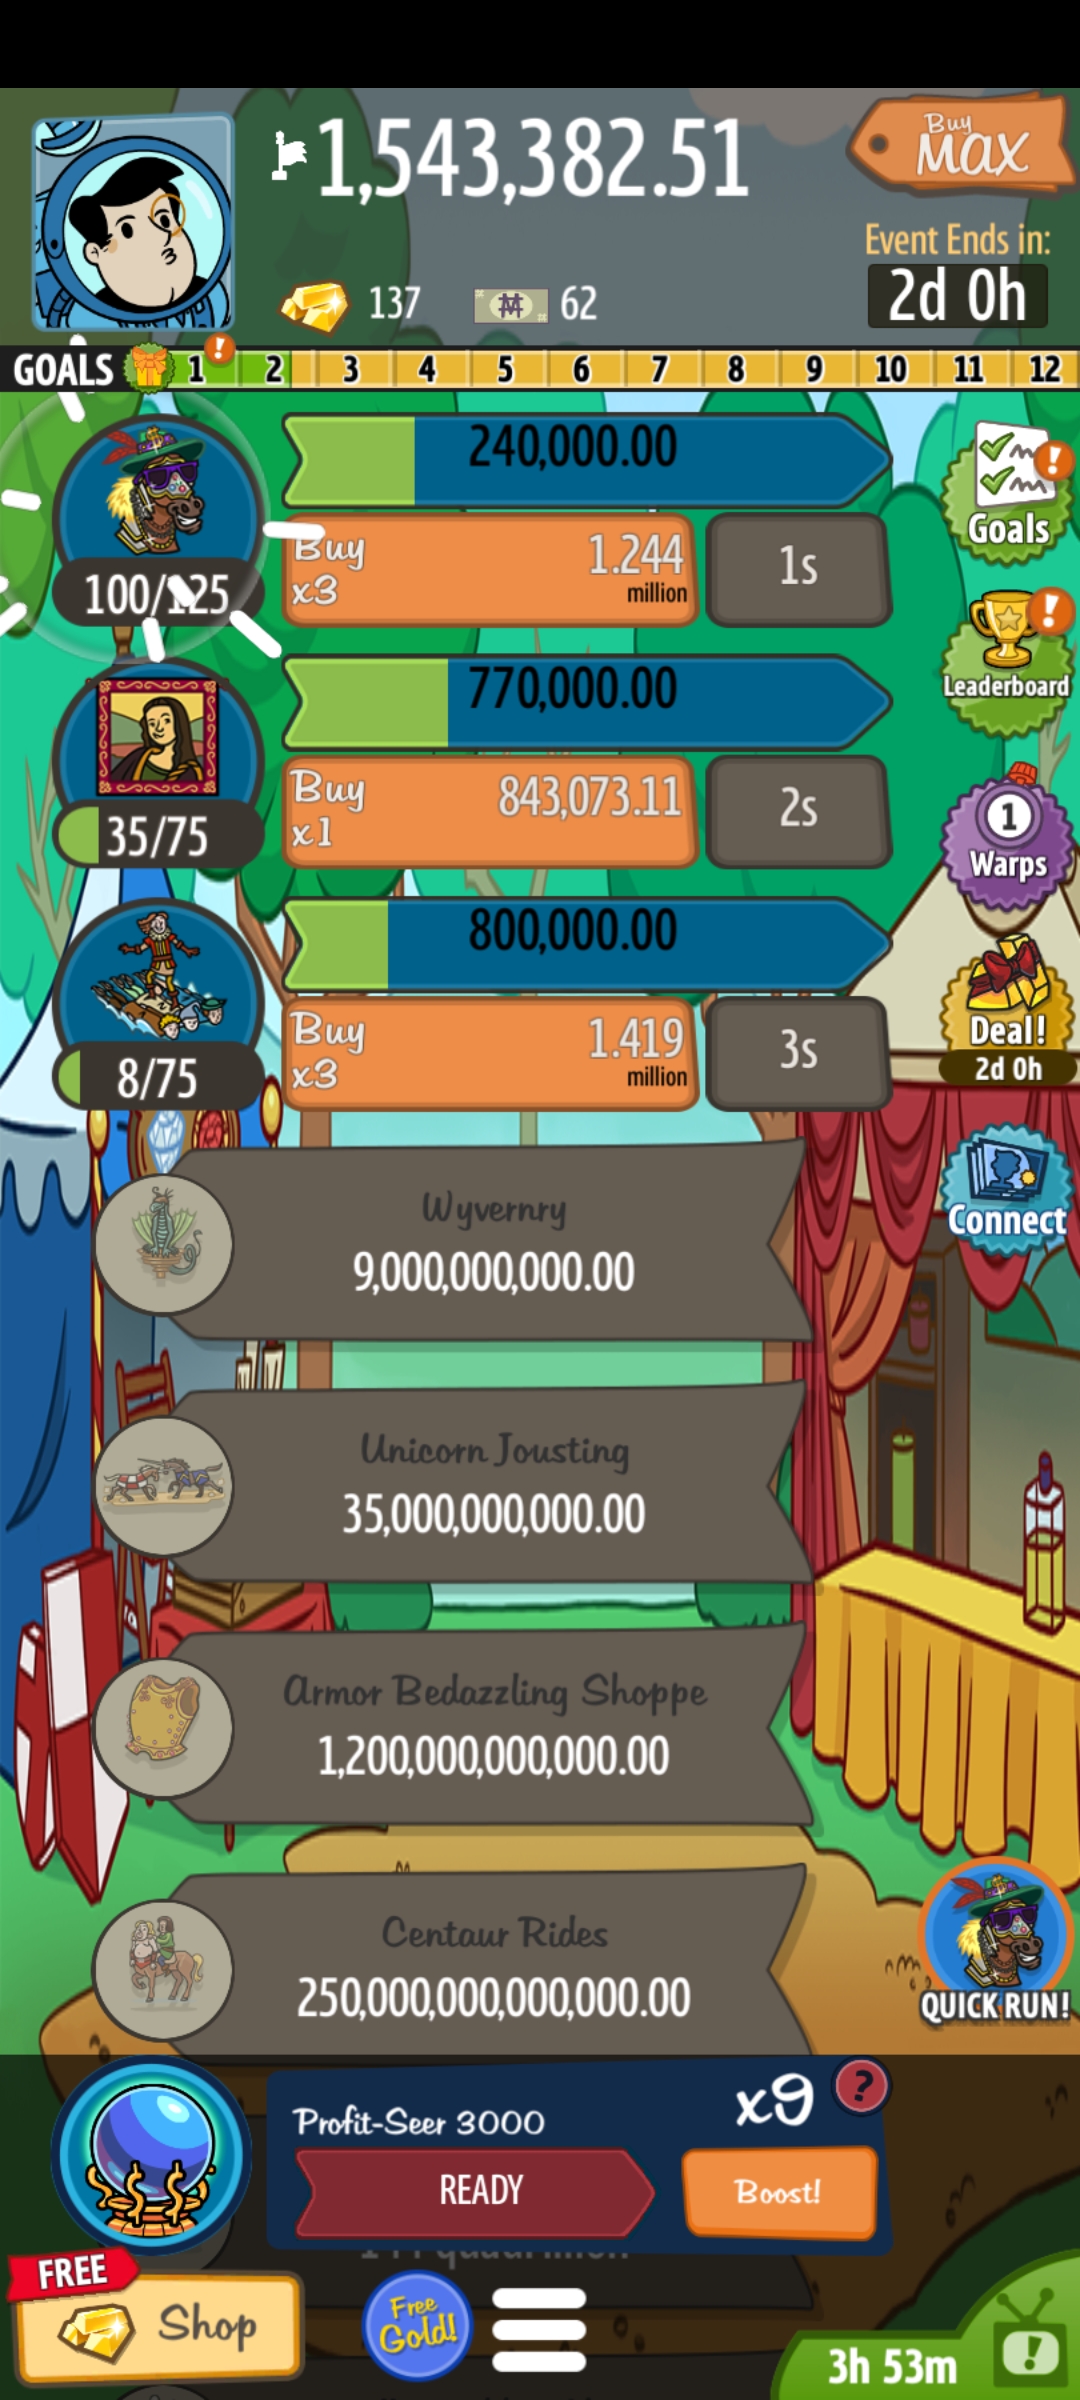 1,543,382.51
Buy
MAX
Event Ends in:
2d 0h
137
62
GOALS
1 ! 2 3 4 5 6 7 8 9 10 11 12
240,000.00
Buy
x3
1.244
million
1s
100/125
!
Goals
!
Leaderboard
770,000.00
Buy
x1
843,073.11
2s
35/75
1
Warps
800,000.00
Buy
x3
1.419
million
3s
8/75
Deal!
2d 0h
Connect
Wyvernry
9,000,000,000.00
Unicorn Jousting
35,000,000,000.00
Armor Bedazzling Shoppe
1,200,000,000,000.00
Centaur Rides
250,000,000,000,000.00
QUICK RUN!
Profit-Seer 3000
x9
?
READY
Boost!
FREE
Shop
Free
Gold!
3h 53m
!